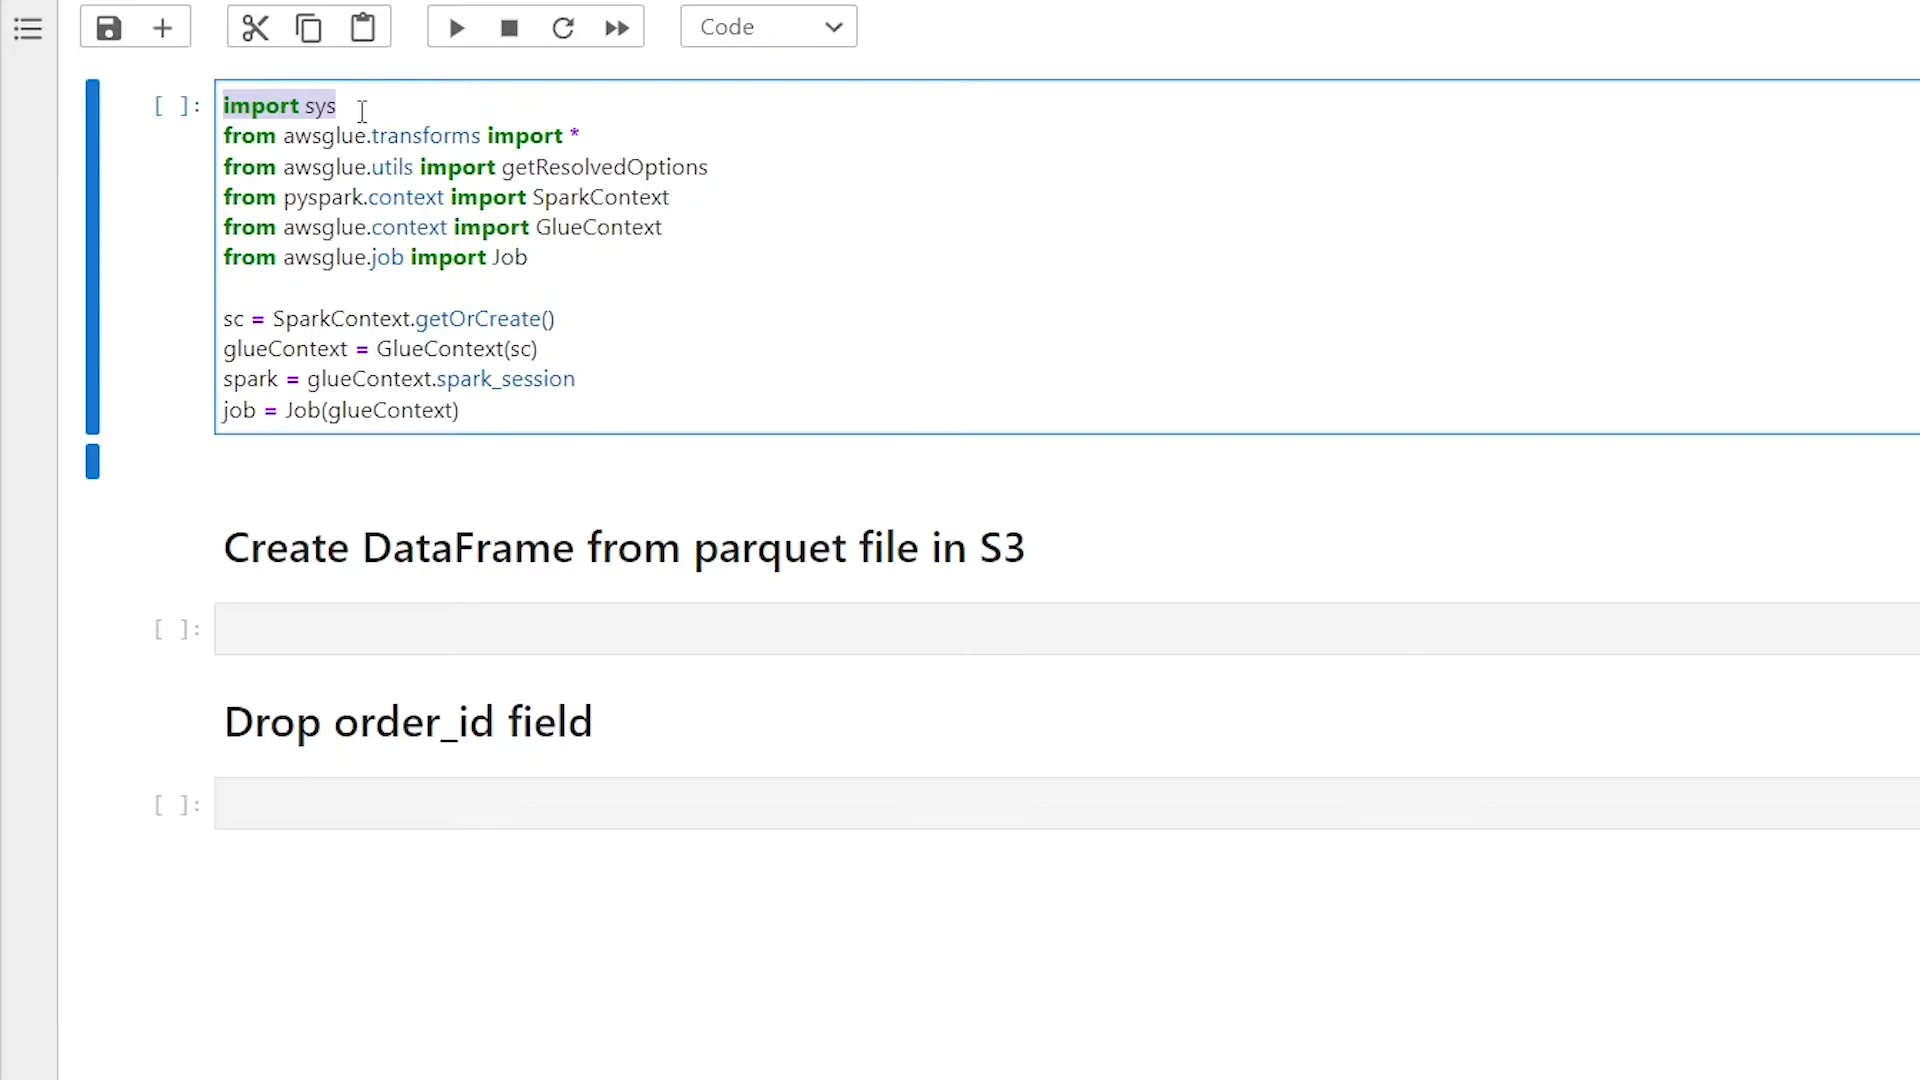 Code
[ ]:
import sys
from awsglue.transforms import *
from awsglue.utils import getResolvedOptions
from pyspark.context import SparkContext
from awsglue.context import GlueContext
from awsglue.job import Job
sc = SparkContext.getOrCreate()
glueContext = GlueContext(sc)
spark = glueContext.spark_session
job = Job(glueContext)
Create DataFrame from parquet file in S3
[ ]:
Drop order_id field
[ ]: